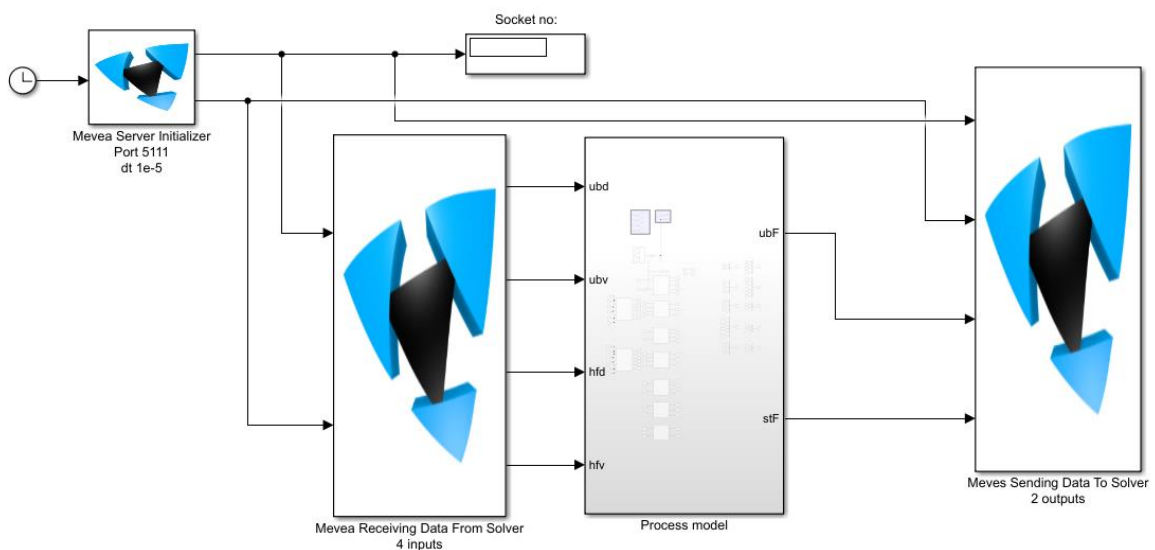 Socket no:
Mevea Server Initializer
Port 5111
dt 1e-5
ubd
ubv
hfd
hfv
ubF
stF
Mevea Receiving Data From Solver
4 inputs
Process model
Meves Sending Data To Solver
2 outputs